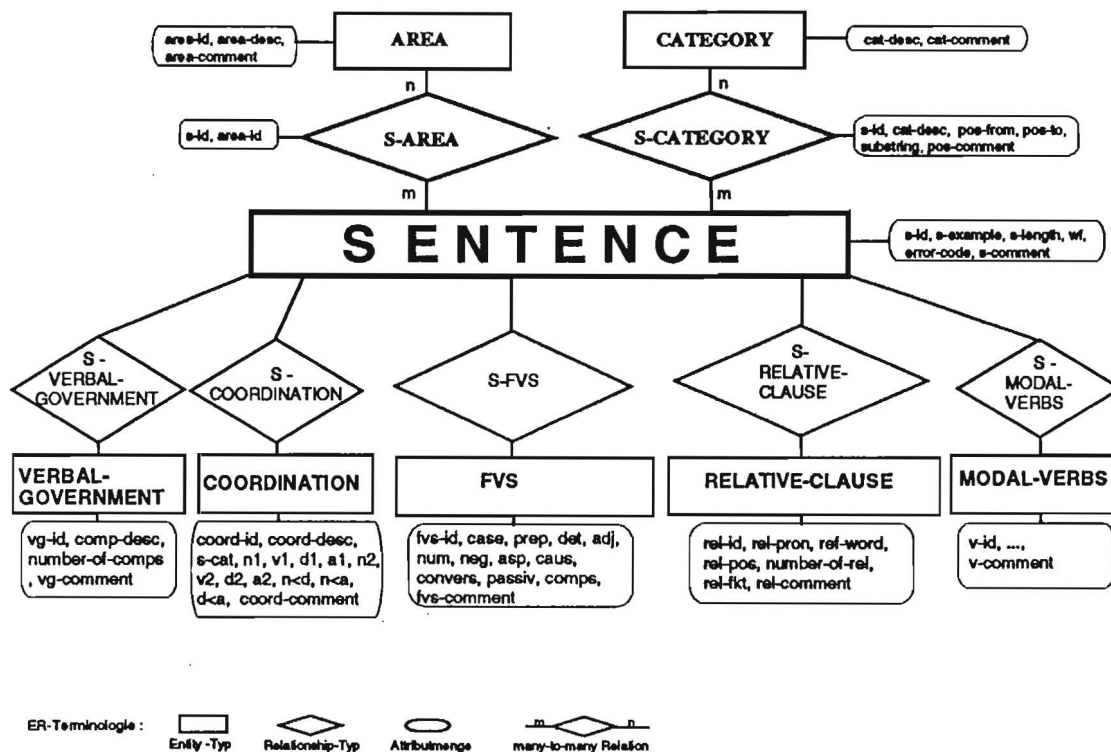 area-id, area-desc,
area-comment
AREA
CATEGORY
cat-desc, cat-comment
n
n
s-id, area-id
S-AREA
S-CATEGORY
s-id, cat-desc, pos-from, pos-to,
substring, pos-comment
m
m
SENTENCE
s-id, s-example, s-length, wf,
error-code, s-comment
S -
VERBAL-
GOVERNMENT
S -
COORDINATION
S-FVS
S-
RELATIVE-
CLAUSE
S -
MODAL-
VERBS
VERBAL-
GOVERNMENT
COORDINATION
FVS
RELATIVE-CLAUSE
MODAL-VERBS
vg-id, comp-desc,
number-of-comps
, vg-comment
coord-id, coord-desc,
s-cat, n1, v1, d1, a1, n2,
v2, d2, a2, n<d, n<a,
d<a, coord-comment
fvs-id, case, prep, det, adj,
num, neg, asp, caus,
convers, passiv, comps,
fvs-comment
rel-id, rel-pron, ref-word,
rel-pos, number-of-rel,
rel-fkt, rel-comment
v-id, ...,
v-comment
ER-Terminologie :
m
n
Entity -Typ
Relationship-Typ
Attributmenge
many-to-many Relation